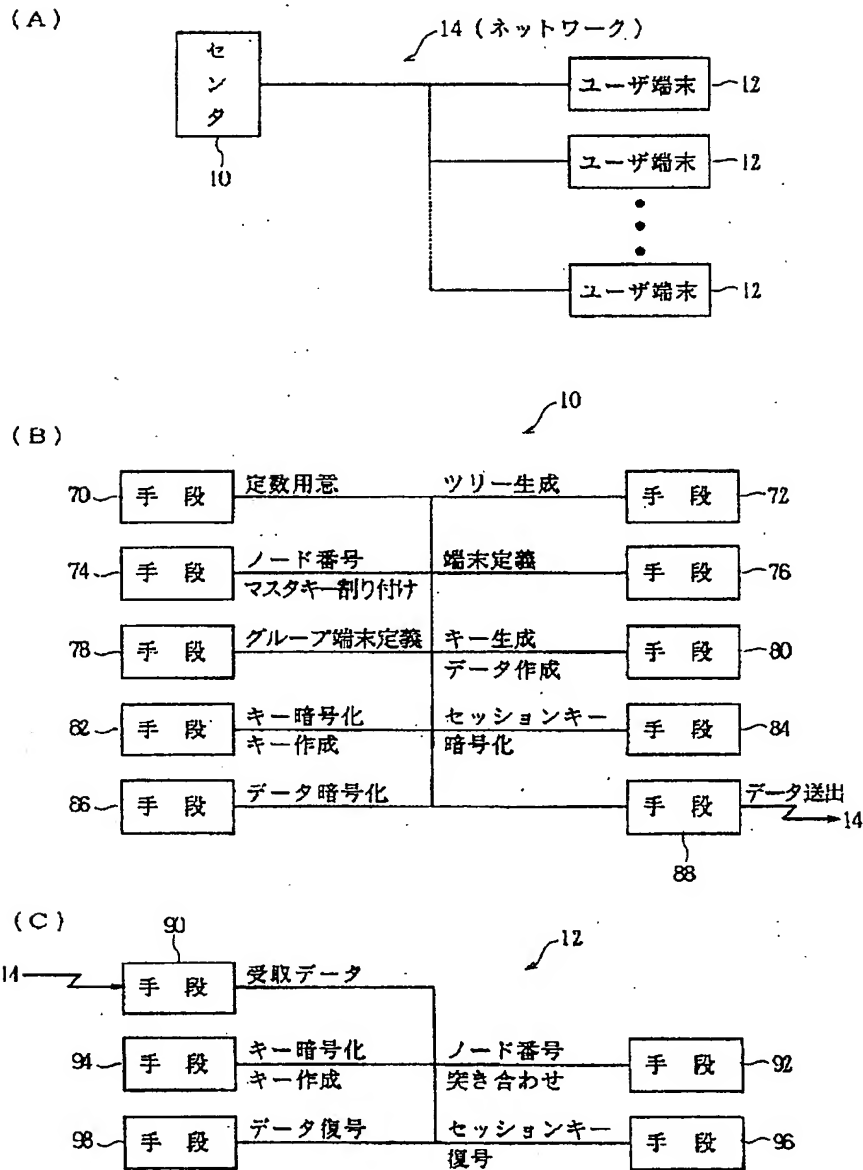 (A)
14 (ネットワーク)
センタ
10
ユーザ端末
12
ユーザ端末
12
ユーザ端末
12
(B)
10
70
手段
定数用意
ツリー生成
手段
72
74
手段
ノード番号
マスタキー割り付け
端末定義
手段
76
78
手段
グループ端末定義
キー生成
データ作成
手段
80
82
手段
キー暗号化
キー作成
セッションキー
暗号化
手段
84
86
手段
データ暗号化
手段
88
データ送出
14
(C)
90
12
14
手段
受取データ
94
手段
キー暗号化
キー作成
ノード番号
突き合わせ
手段
92
98
手段
データ復号
セッションキー
復号
手段
96